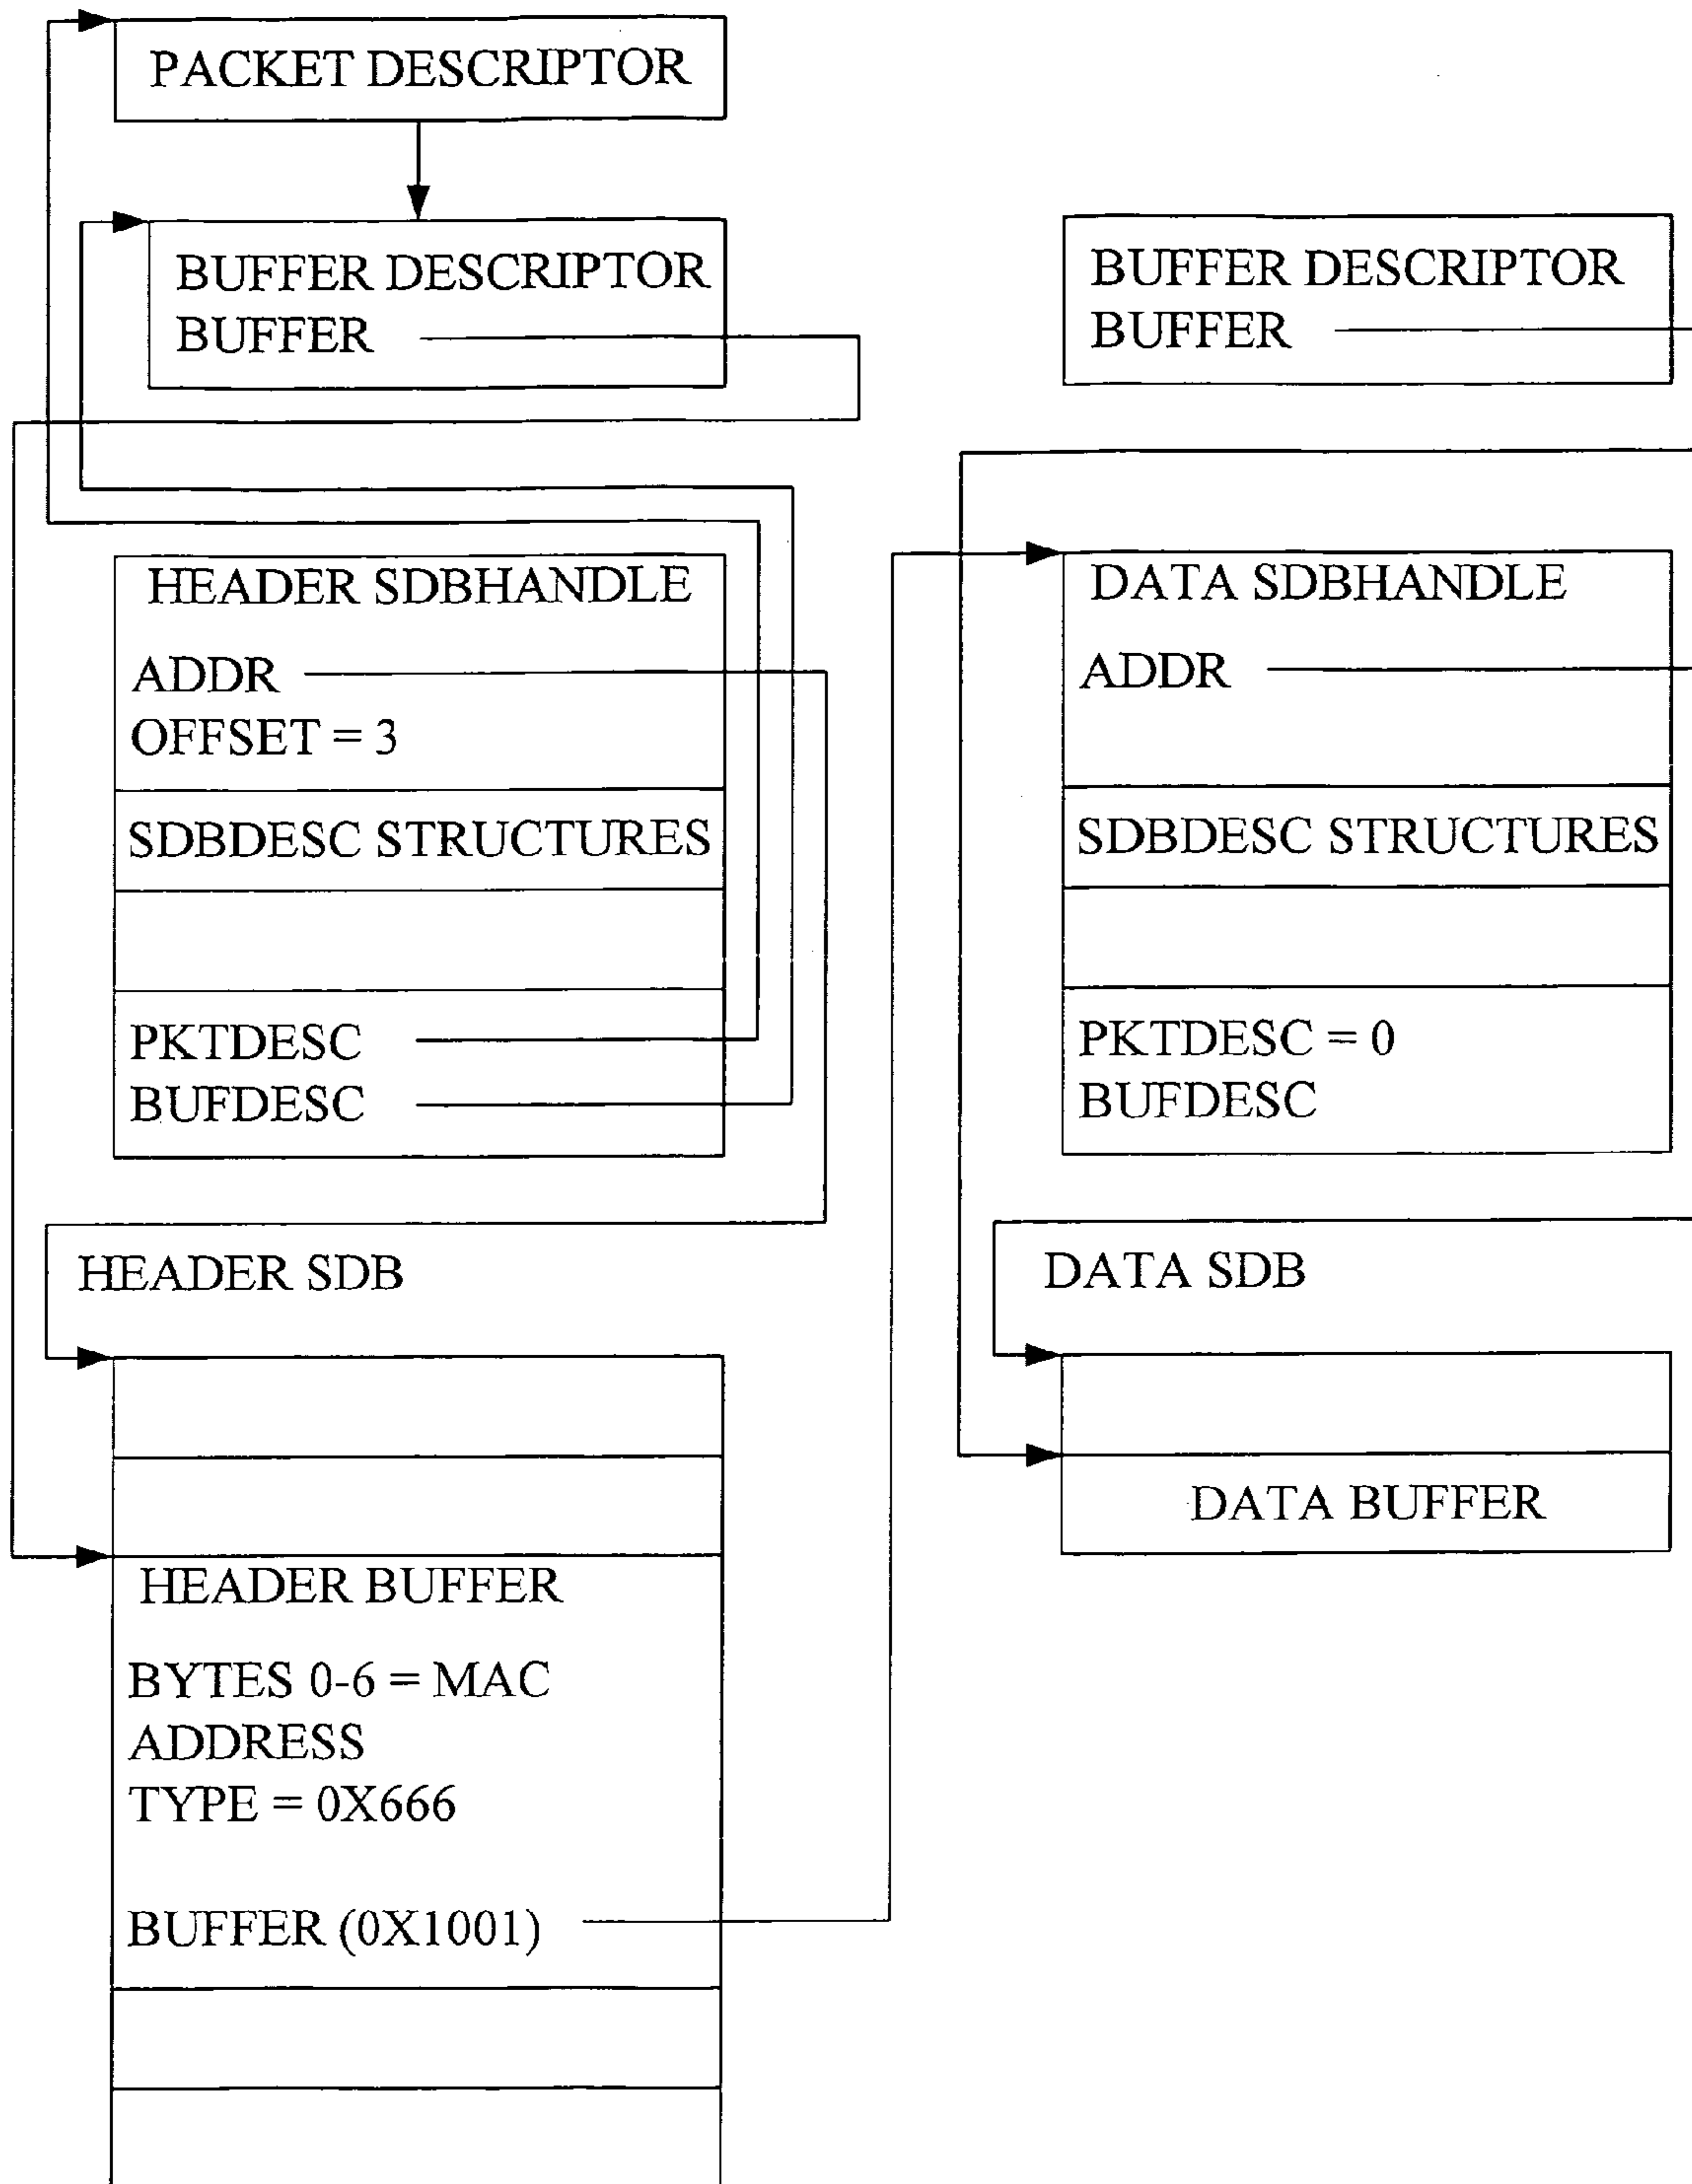 PACKET DESCRIPTOR
BUFFER DESCRIPTOR
BUFFER
BUFFER DESCRIPTOR
BUFFER
HEADER SDBHANDLE
ADDR
OFFSET = 3
SDBDESC STRUCTURES
PKTDESC
BUFDESC
DATA SDBHANDLE
ADDR
SDBDESC STRUCTURES
PKTDESC = 0
BUFDESC
HEADER SDB
HEADER BUFFER
BYTES 0-6 = MAC
ADDRESS
TYPE = 0X666
BUFFER (0X1001)
DATA SDB
DATA BUFFER